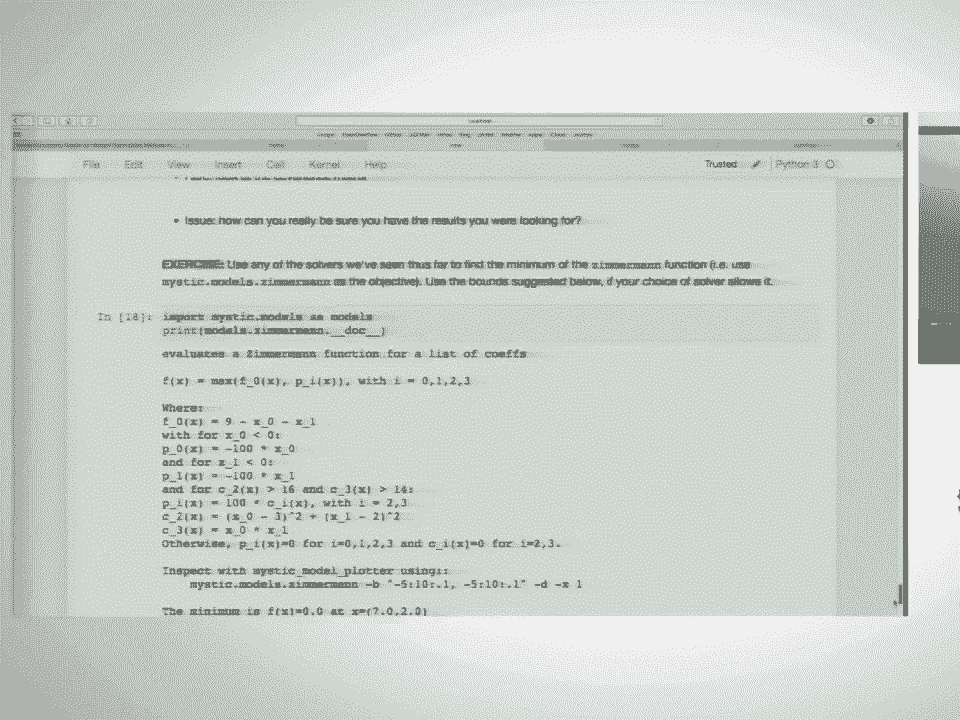 File Edit View Insert Cell Kernel Help Trusted Python 3
• Issue: how can you really be sure you have the results you were looking for?
EXERCISE: Use any of the solvers we've seen thus far to find the minimum of the zimmermann function (i.e. use
mystic.models.zimmermann as the objective). Use the bounds suggested below, if your choice of solver allows it.
In [18]: import mystic.models as models
print(models.zimmermann.__doc__)
evaluates a Zimmermann function for a list of coeffs
f(x) = max(f_0(x), p_i(x)), with i = 0,1,2,3
Where:
f_0(x) = 9 - x_0 - x_1
with for x_0 < 0:
p_0(x) = -100 * x_0
and for x_1 < 0:
p_1(x) = -100 * x_1
and for c_2(x) > 16 and c_3(x) > 14:
p_i(x) = 100 * c_i(x), with i = 2,3
c_2(x) = (x_0 - 3)^2 + (x_1 - 2)^2
c_3(x) = x_0 * x_1
Otherwise, p_i(x)=0 for i=0,1,2,3 and c_i(x)=0 for i=2,3.
Inspect with mystic_model_plotter using::
mystic.models.zimmermann -b "-5:10:.1, -5:10:.1" -d -x 1
The minimum is f(x)=0.0 at x=(7.0,2.0)